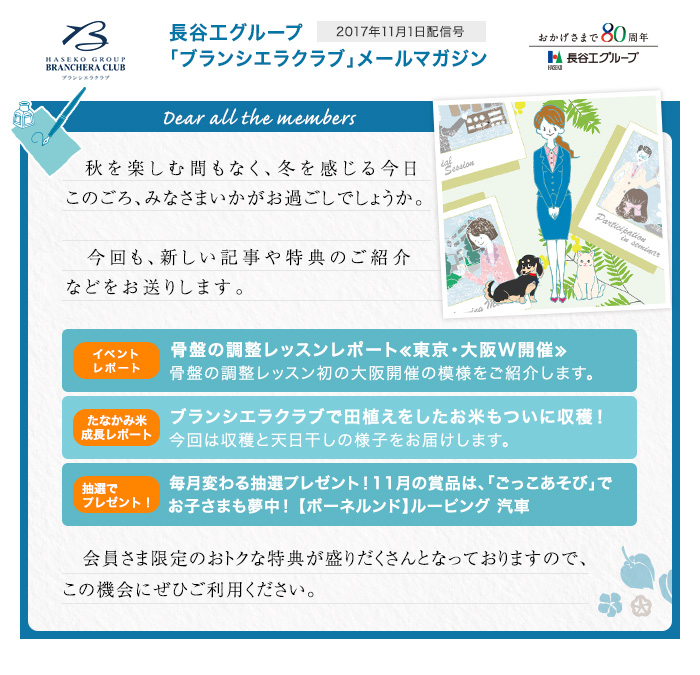 HASEKO GROUP
BRANCHERA CLUB
ブランシエラクラブ
長谷工グループ
2017年11月1日配信号
「ブランシエラクラブ」メールマガジン
おかげさまで80周年
HASEKO
長谷工グループ
Dear all the members
秋を楽しむ間もなく、冬を感じる今日
このごろ、みなさまいかがお過ごしでしょうか。
今回も、新しい記事や特典のご紹介
などをお送りします。
Session
Participation
in seminar
イベント
レポート
骨盤の調整レッスンレポート≪東京・大阪W開催≫
骨盤の調整レッスン初の大阪開催の模様をご紹介します。
たなかみ米
成長レポート
ブランシエラクラブで田植えをしたお米もついに収穫！
今回は収穫と天日干しの様子をお届けします。
抽選で
プレゼント！
毎月変わる抽選プレゼント！11月の賞品は、「ごっこあそび」で
お子さまも夢中！【ボーネルンド】ルービング 汽車
会員さま限定のおトクな特典が盛りだくさんとなっておりますので、
この機会にぜひご利用ください。